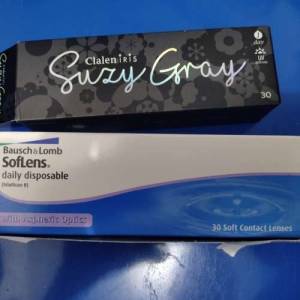 Clalen iris
Suzy Gray
1 day
UV
30
Bausch & Lomb
SofLens®
daily disposable
(hilafilcon B)
with Aspheric Optics
30 Soft Contact Lenses